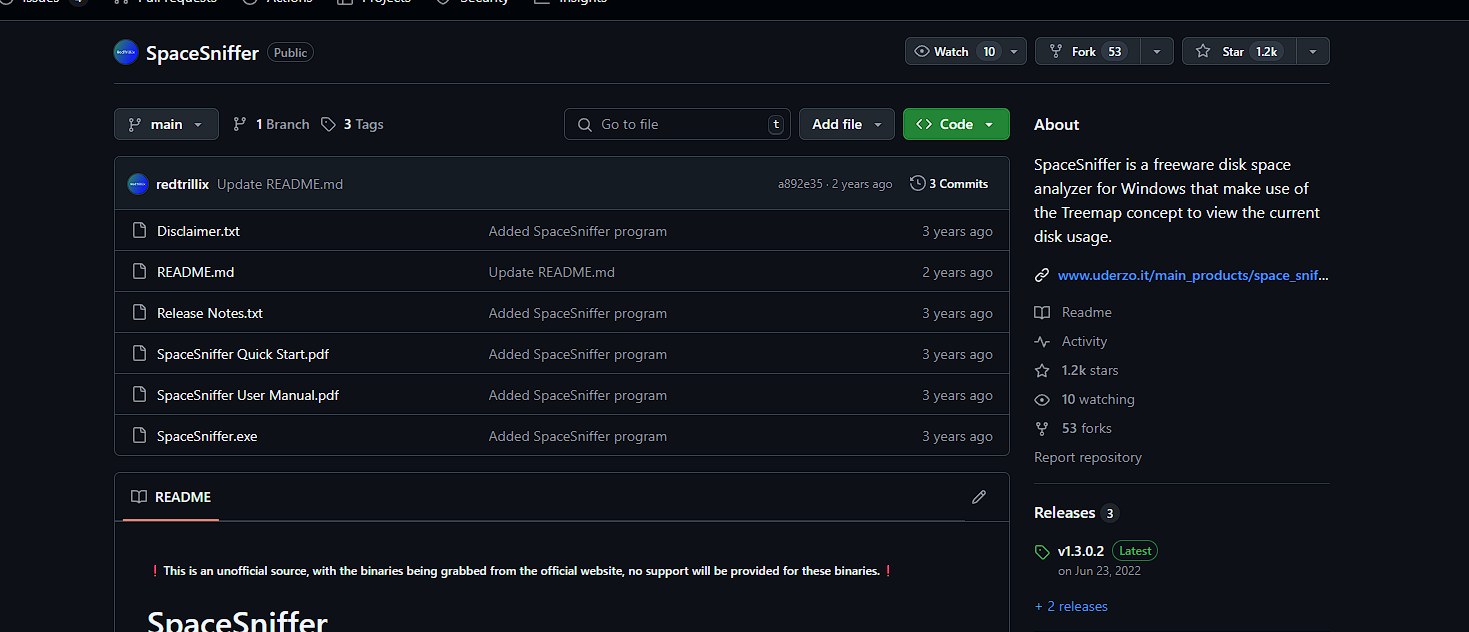 Issues 4 Pull requests Actions Projects Security Insights
SpaceSniffer Public Watch 10 Fork 53 Star 1.2k
main 1 Branch 3 Tags Go to file t Add file Code
About
SpaceSniffer is a freeware disk space
analyzer for Windows that make use of
the Treemap concept to view the current
disk usage.
www.uderzo.it/main_products/space_snif...
Readme
Activity
1.2k stars
10 watching
53 forks
Report repository
Releases 3
v1.3.0.2 Latest
on Jun 23, 2022
+ 2 releases
redtrillix Update README.md a892e35 · 2 years ago 3 Commits
Disclaimer.txt Added SpaceSniffer program 3 years ago
README.md Update README.md 2 years ago
Release Notes.txt Added SpaceSniffer program 3 years ago
SpaceSniffer Quick Start.pdf Added SpaceSniffer program 3 years ago
SpaceSniffer User Manual.pdf Added SpaceSniffer program 3 years ago
SpaceSniffer.exe Added SpaceSniffer program 3 years ago
README
❗ This is an unofficial source, with the binaries being grabbed from the official website, no support will be provided for these binaries. ❗
SpaceSniffer